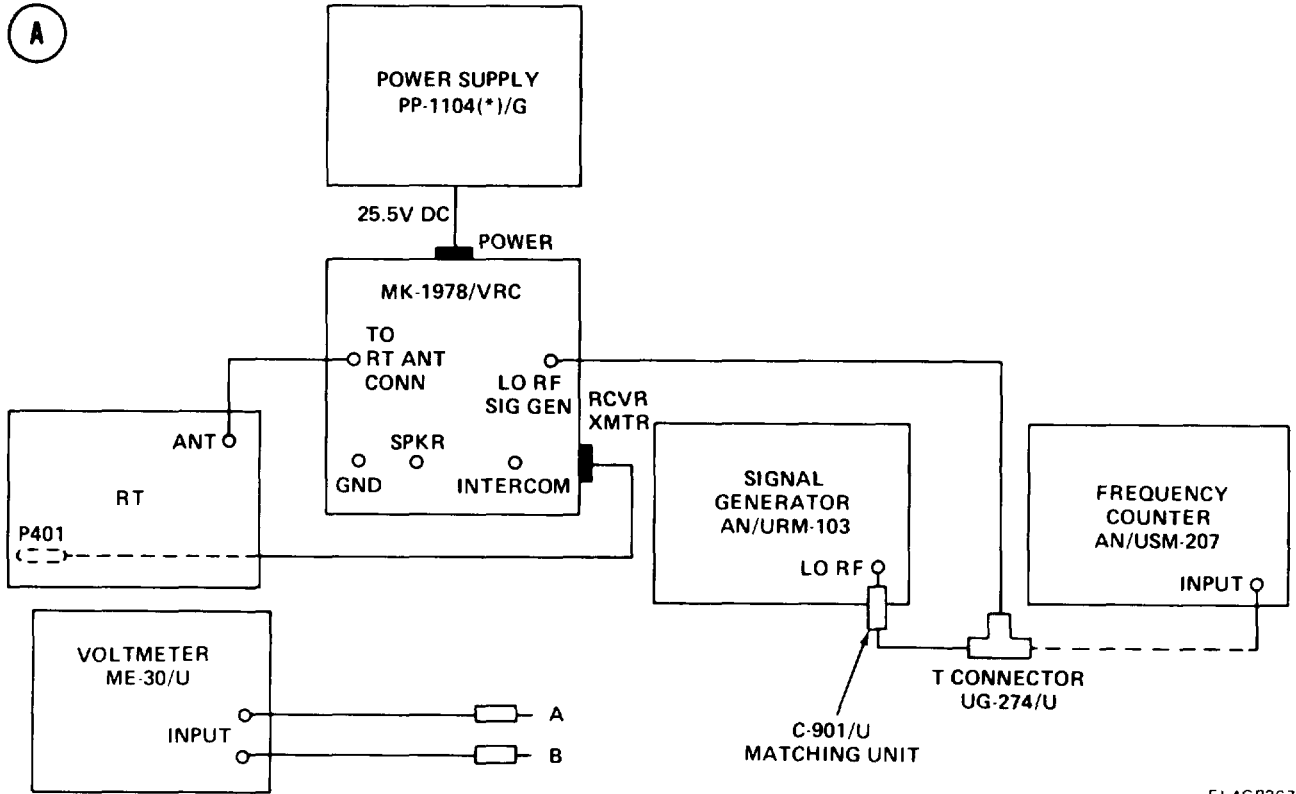 A
POWER SUPPLY
PP-1104(*)/G
25.5V DC
POWER
MK-1978/VRC
TO
RT ANT
CONN
LO RF
SIG GEN
RCVR
XMTR
SPKR
GND
INTERCOM
ANT
RT
P401
SIGNAL
GENERATOR
AN/URM-103
LO RF
FREQUENCY
COUNTER
AN/USM-207
INPUT
VOLTMETER
ME-30/U
INPUT
A
B
T CONNECTOR
UG-274/U
C-901/U
MATCHING UNIT